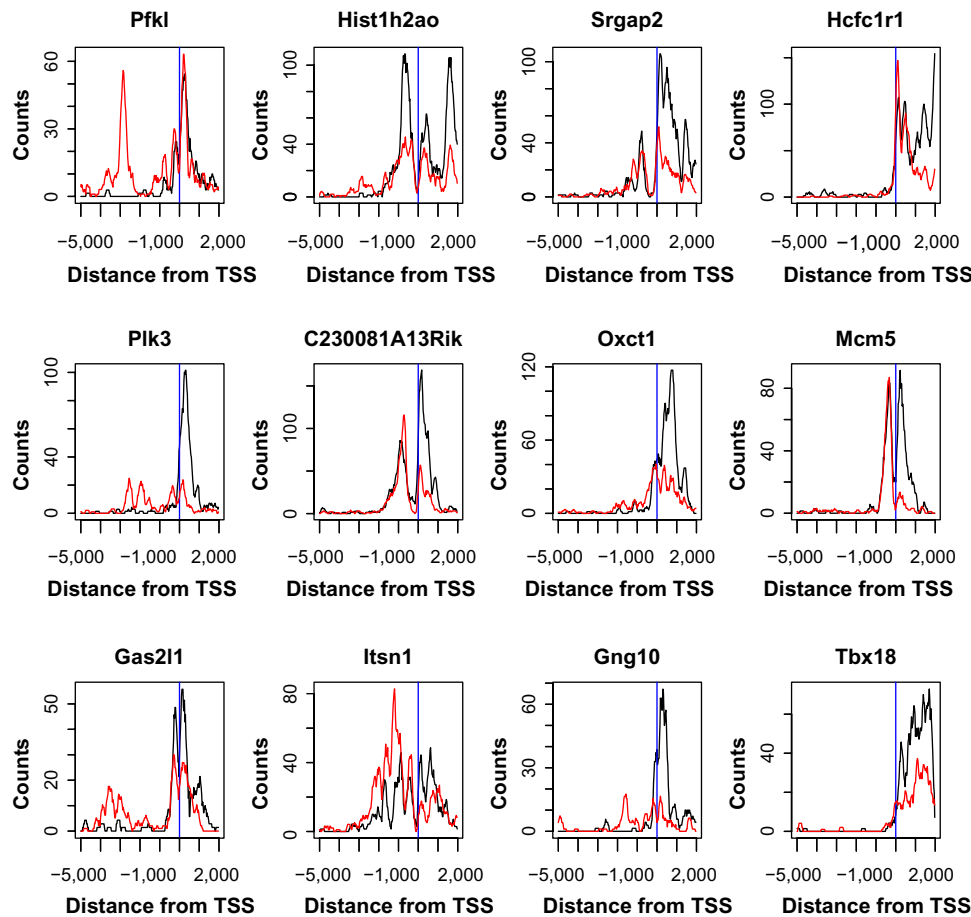 Pfkl
Hist1h2ao
Srgap2
Hcfc1r1
Counts
0 30 60
−5,000 −1,000 2,000
Distance from TSS
Counts
0 40 100
−5,000 −1,000 2,000
Distance from TSS
Counts
0 40 100
−5,000 −1,000 2,000
Distance from TSS
Counts
0 100
−5,000 −1,000 2,000
Distance from TSS
Plk3
C230081A13Rik
Oxct1
Mcm5
Counts
0 40 100
−5,000 −1,000 2,000
Distance from TSS
Counts
0 100
−5,000 −1,000 2,000
Distance from TSS
Counts
0 60 120
−5,000 −1,000 2,000
Distance from TSS
Counts
0 40 80
−5,000 −1,000 2,000
Distance from TSS
Gas2l1
Itsn1
Gng10
Tbx18
Counts
0 20 50
−5,000 −1,000 2,000
Distance from TSS
Counts
0 40 80
−5,000 −1,000 2,000
Distance from TSS
Counts
0 30 60
−5,000 −1,000 2,000
Distance from TSS
Counts
0 40
−5,000 −1,000 2,000
Distance from TSS